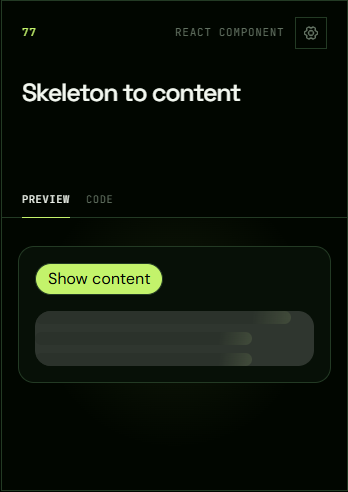 77
REACT COMPONENT
Skeleton to content
PREVIEW CODE
Show content